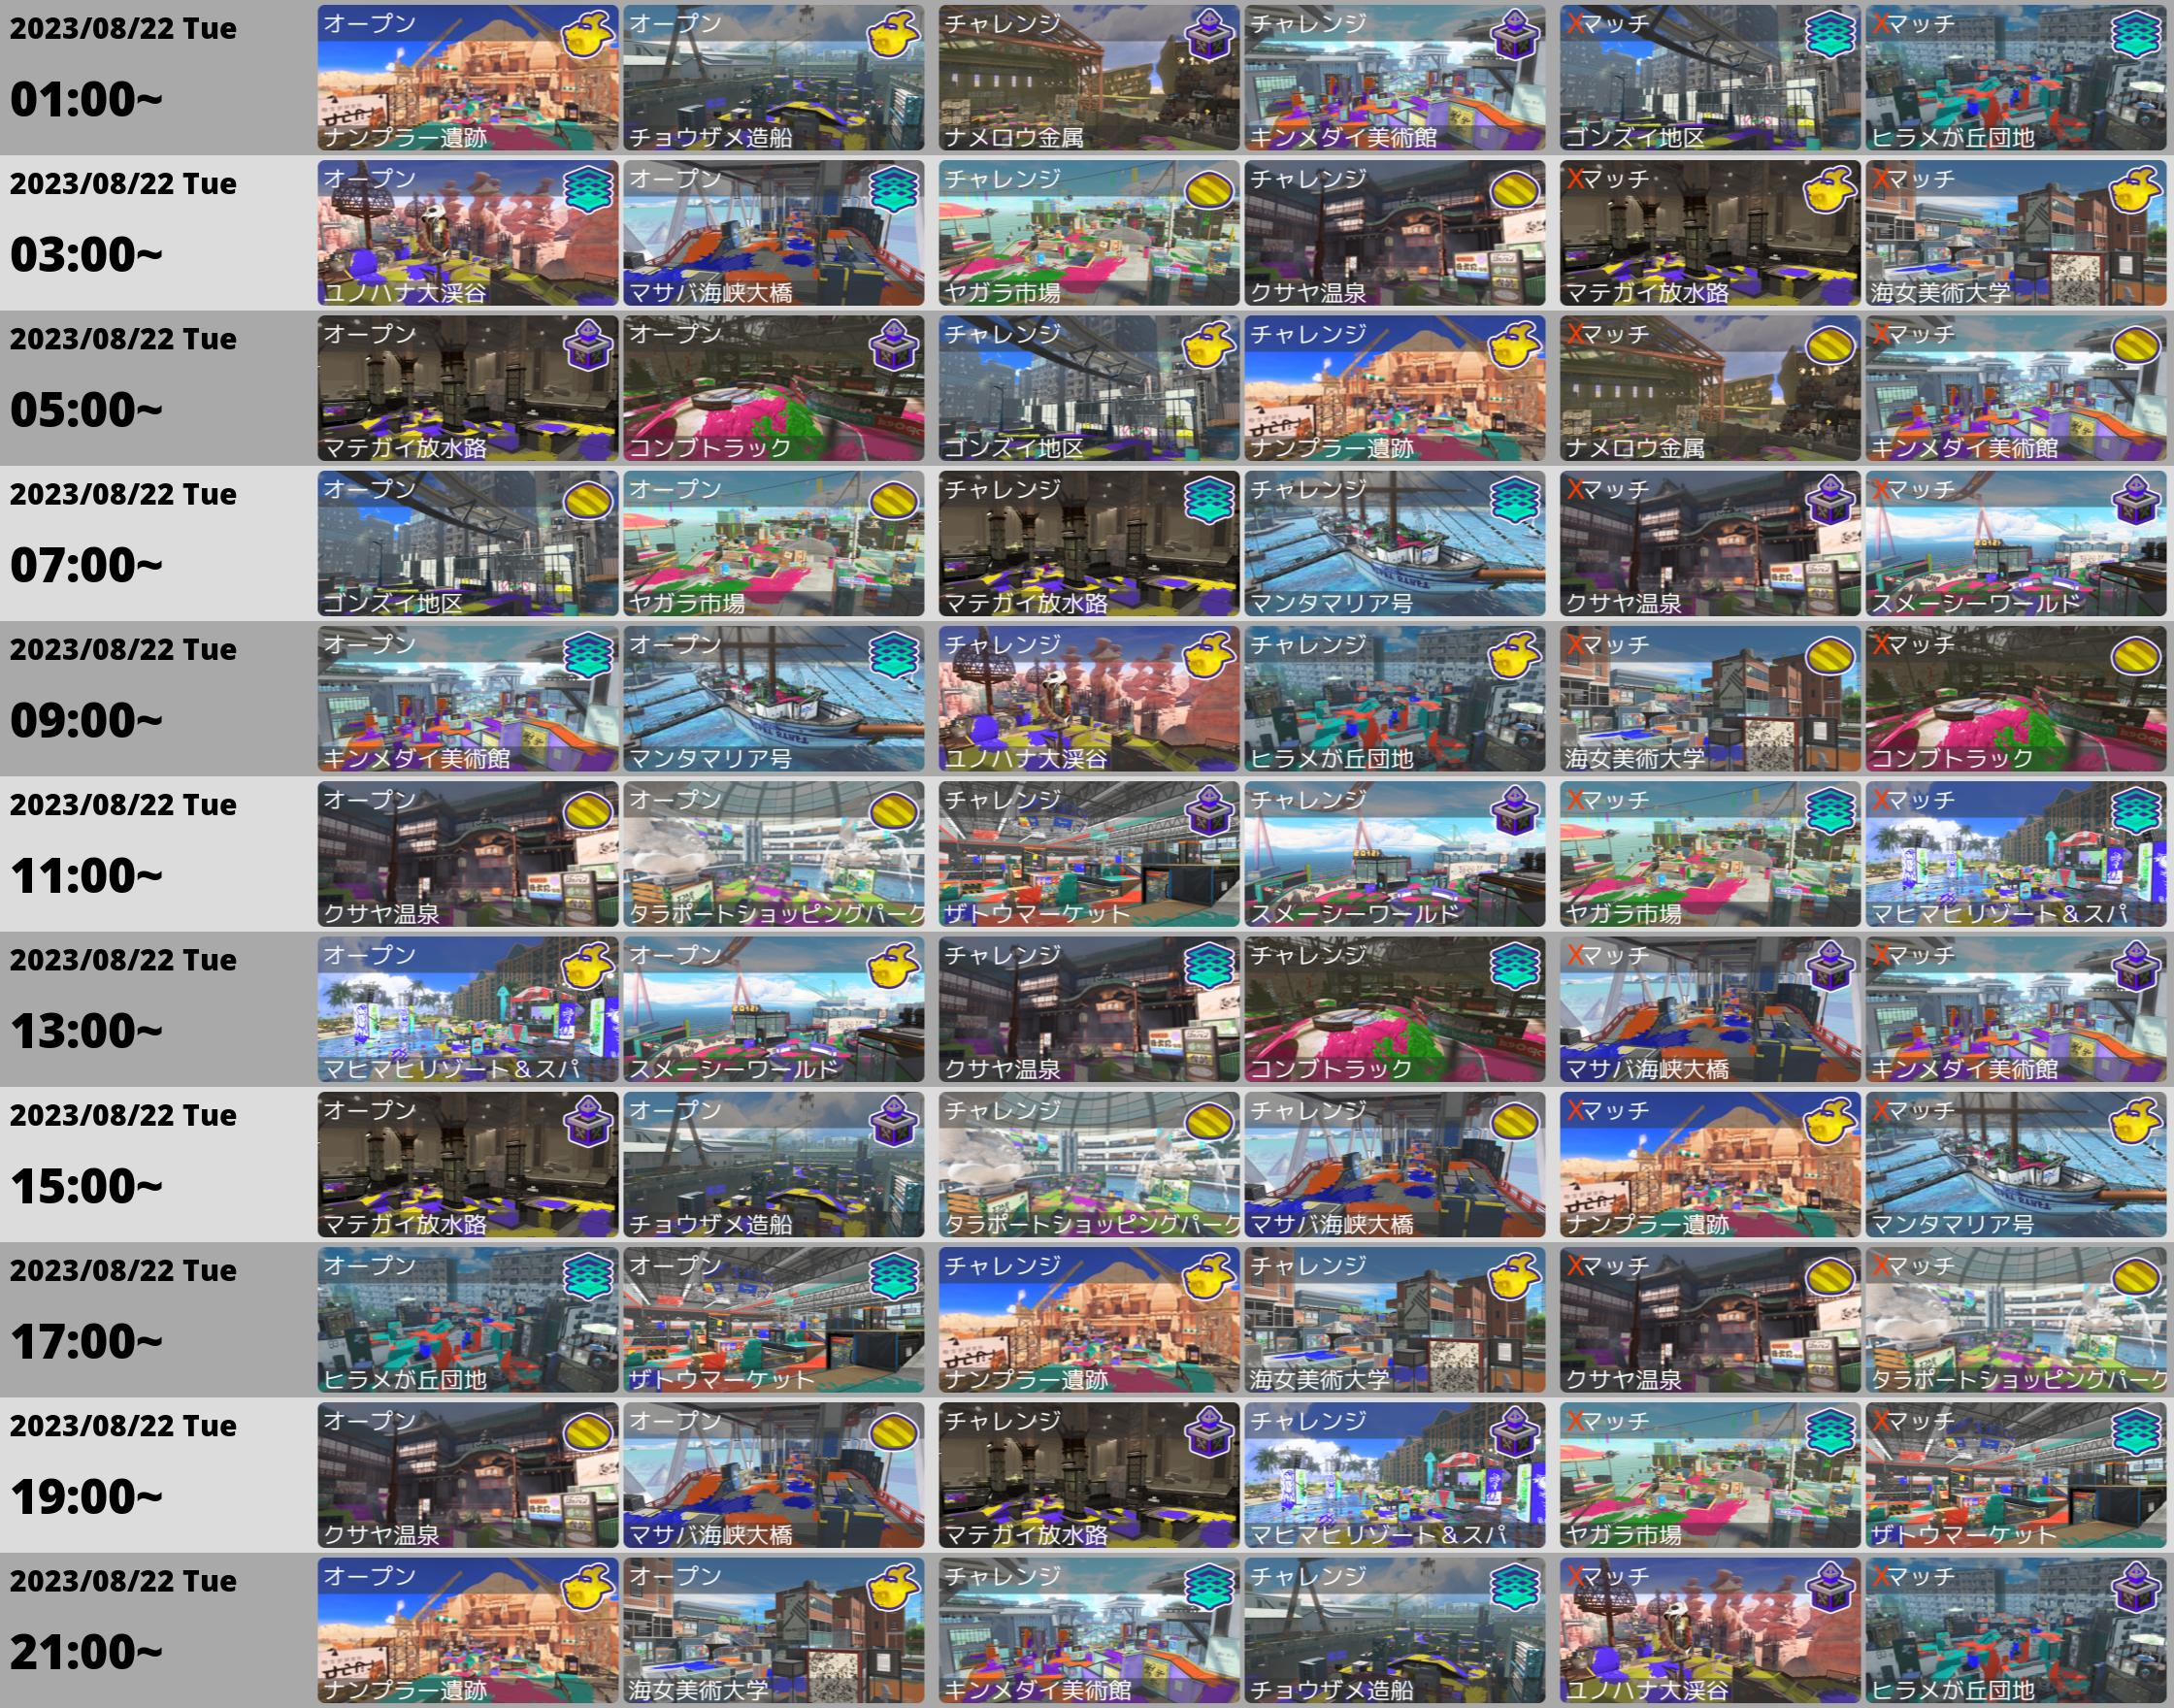 2023/08/22 Tue
01:00~
オープン
ナンプラー遺跡
オープン
チョウザメ造船
チャレンジ
ナメロウ金属
チャレンジ
キンメダイ美術館
Xマッチ
ゴンズイ地区
Xマッチ
ヒラメが丘団地
2023/08/22 Tue
03:00~
オープン
ユノハナ大渓谷
オープン
マサバ海峡大橋
チャレンジ
ヤガラ市場
チャレンジ
クサヤ温泉
Xマッチ
マテガイ放水路
Xマッチ
海女美術大学
2023/08/22 Tue
05:00~
オープン
マテガイ放水路
オープン
コンブトラック
チャレンジ
ゴンズイ地区
チャレンジ
ナンプラー遺跡
Xマッチ
ナメロウ金属
Xマッチ
キンメダイ美術館
2023/08/22 Tue
07:00~
オープン
ゴンズイ地区
オープン
ヤガラ市場
チャレンジ
マテガイ放水路
チャレンジ
マンタマリア号
Xマッチ
クサヤ温泉
Xマッチ
スメーシーワールド
2023/08/22 Tue
09:00~
オープン
キンメダイ美術館
オープン
マンタマリア号
チャレンジ
ユノハナ大渓谷
チャレンジ
ヒラメが丘団地
Xマッチ
海女美術大学
Xマッチ
コンブトラック
2023/08/22 Tue
11:00~
オープン
クサヤ温泉
オープン
タラポートショッピングパーク
チャレンジ
ザトウマーケット
チャレンジ
スメーシーワールド
Xマッチ
ヤガラ市場
Xマッチ
マヒマヒリゾート＆スパ
2023/08/22 Tue
13:00~
オープン
マヒマヒリゾート＆スパ
オープン
スメーシーワールド
チャレンジ
クサヤ温泉
チャレンジ
コンブトラック
Xマッチ
マサバ海峡大橋
Xマッチ
キンメダイ美術館
2023/08/22 Tue
15:00~
オープン
マテガイ放水路
オープン
チョウザメ造船
チャレンジ
タラポートショッピングパーク
チャレンジ
マサバ海峡大橋
Xマッチ
ナンプラー遺跡
Xマッチ
マンタマリア号
2023/08/22 Tue
17:00~
オープン
ヒラメが丘団地
オープン
ザトウマーケット
チャレンジ
ナンプラー遺跡
チャレンジ
海女美術大学
Xマッチ
クサヤ温泉
Xマッチ
タラポートショッピングパーク
2023/08/22 Tue
19:00~
オープン
クサヤ温泉
オープン
マサバ海峡大橋
チャレンジ
マテガイ放水路
チャレンジ
マヒマヒリゾート＆スパ
Xマッチ
ヤガラ市場
Xマッチ
ザトウマーケット
2023/08/22 Tue
21:00~
オープン
ナンプラー遺跡
オープン
海女美術大学
チャレンジ
キンメダイ美術館
チャレンジ
チョウザメ造船
Xマッチ
ユノハナ大渓谷
Xマッチ
ヒラメが丘団地